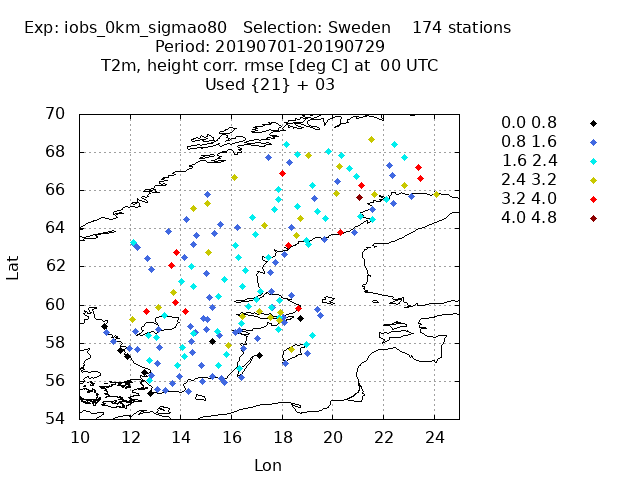 Exp: iobs_0km_sigmao80   Selection: Sweden    174 stations
Period: 20190701-20190729
T2m, height corr. rmse [deg C] at  00 UTC
Used {21} + 03
70
68
66
64
62
60
58
56
54
Lat
10 12 14 16 18 20 22 24
Lon
0.0 0.8
0.8 1.6
1.6 2.4
2.4 3.2
3.2 4.0
4.0 4.8